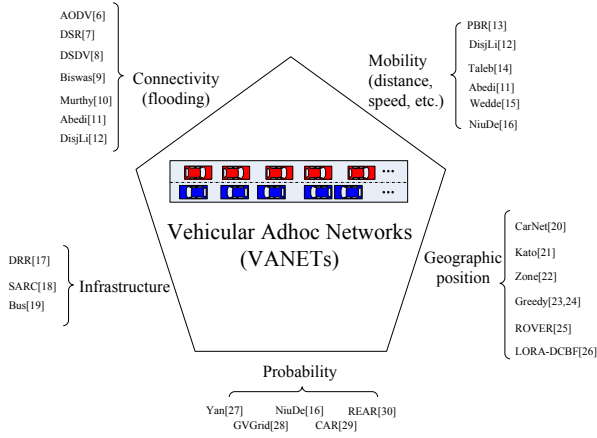 AODV[6]
DSR[7]
DSDV[8]
Biswas[9]
Murthy[10]
Abedi[11]
DisjLi[12]
Connectivity
(flooding)
Mobility
(distance,
speed, etc.)
PBR[13]
DisjLi[12]
Taleb[14]
Abedi[11]
Wedde[15]
NiuDe[16]
Vehicular Adhoc Networks
(VANETs)
DRR[17]
SARC[18]
Bus[19]
Infrastructure
Geographic
position
CarNet[20]
Kato[21]
Zone[22]
Greedy[23,24]
ROVER[25]
LORA-DCBF[26]
Probability
Yan[27] NiuDe[16] REAR[30]
GVGrid[28] CAR[29]